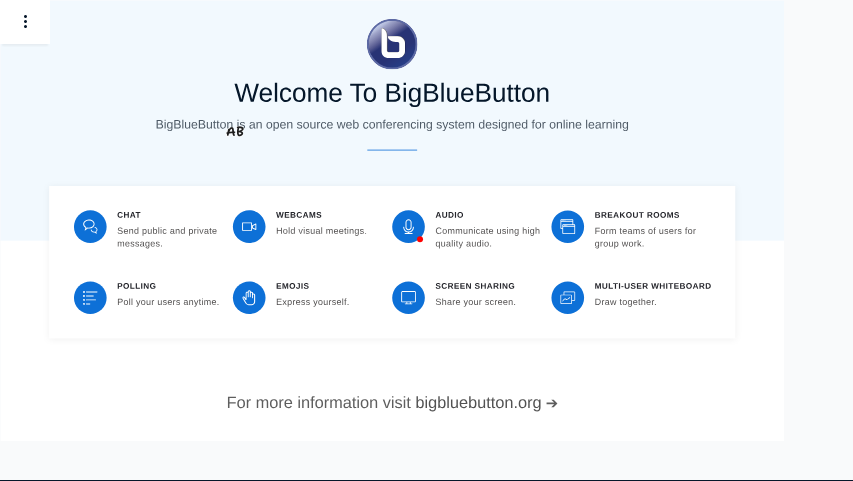 Welcome To BigBlueButton
BigBlueButton is an open source web conferencing system designed for online learning
AB
CHAT
Send public and private
messages.
WEBCAMS
Hold visual meetings.
AUDIO
Communicate using high
quality audio.
BREAKOUT ROOMS
Form teams of users for
group work.
POLLING
Poll your users anytime.
EMOJIS
Express yourself.
SCREEN SHARING
Share your screen.
MULTI-USER WHITEBOARD
Draw together.
For more information visit bigbluebutton.org ➔